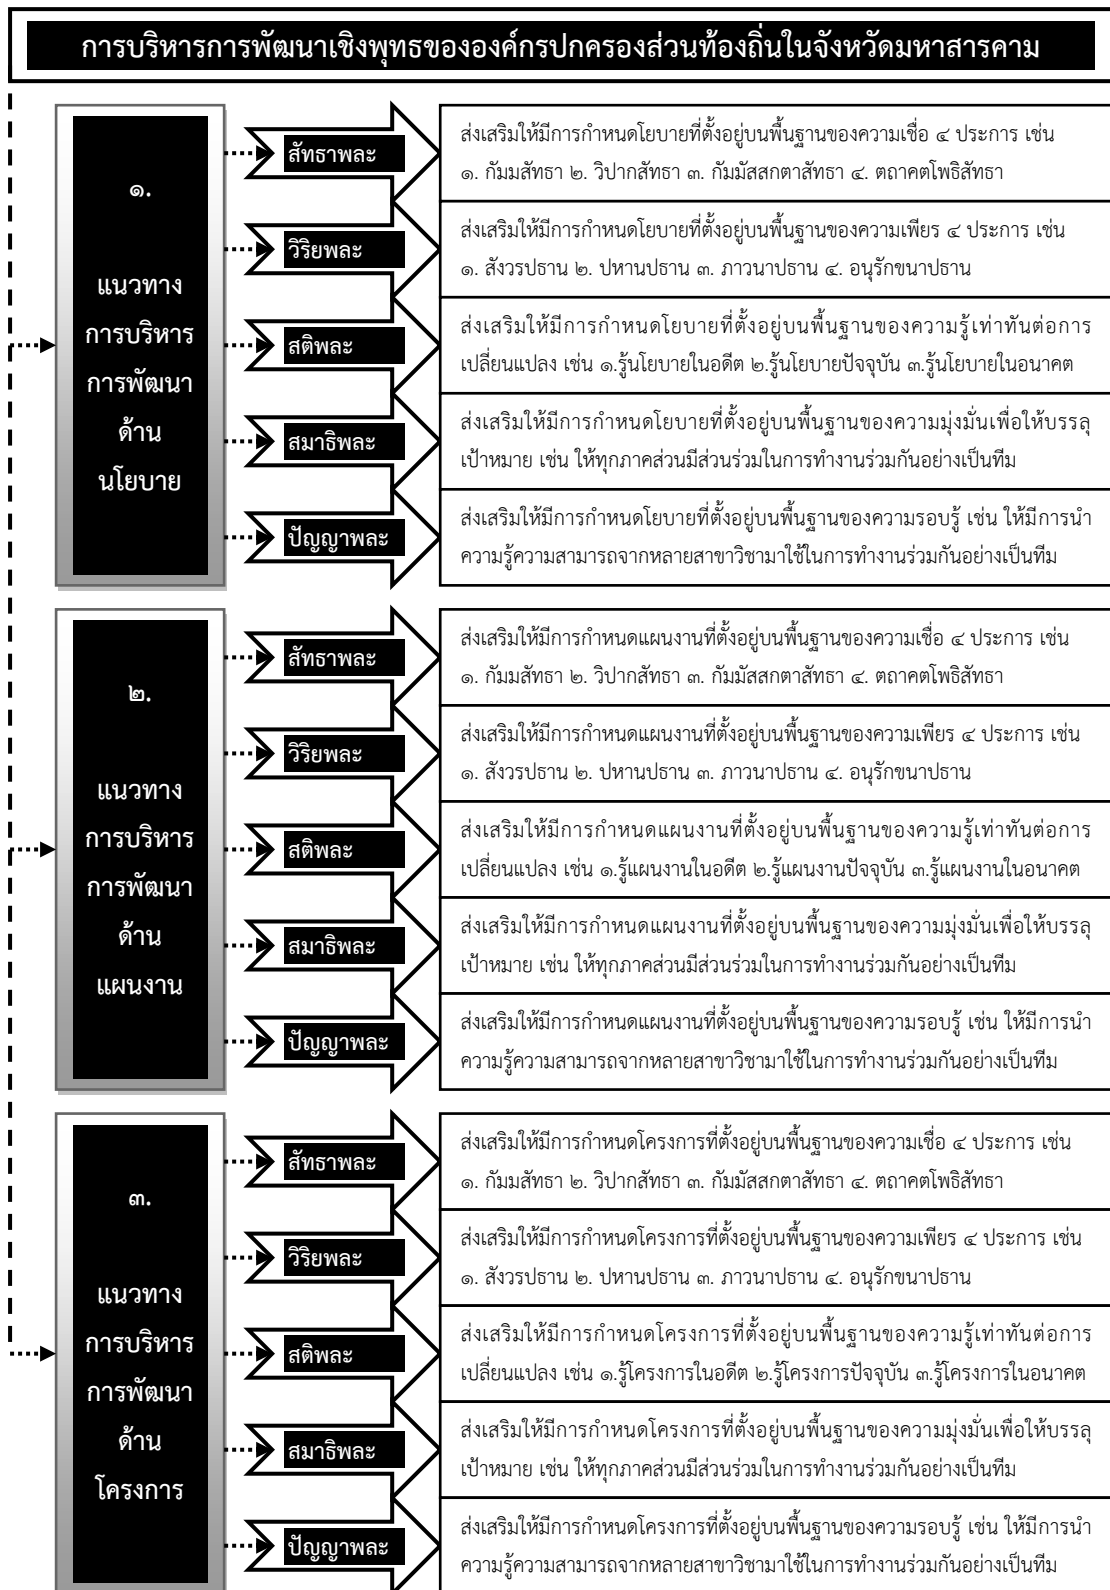 การบริหารการพัฒนาเชิงพุทธขององค์กรปกครองส่วนท้องถิ่นในจังหวัดมหาสารคาม
๑.
แนวทาง
การบริหาร
การพัฒนา
ด้าน
นโยบาย
สัทธาพละ
ส่งเสริมให้มีการกำหนดโยบายที่ตั้งอยู่บนพื้นฐานของความเชื่อ ๔ ประการ เช่น
๑. กัมมสัทธา ๒. วิปากสัทธา ๓. กัมมัสสกตาสัทธา ๔. ตถาคตโพธิสัทธา
วิริยพละ
ส่งเสริมให้มีการกำหนดโยบายที่ตั้งอยู่บนพื้นฐานของความเพียร ๔ ประการ เช่น
๑. สังวรปธาน ๒. ปหานปธาน ๓. ภาวนาปธาน ๔. อนุรักขนาปธาน
สติพละ
ส่งเสริมให้มีการกำหนดโยบายที่ตั้งอยู่บนพื้นฐานของความรู้เท่าทันต่อการ
เปลี่ยนแปลง เช่น ๑.รู้นโยบายในอดีต ๒.รู้นโยบายปัจจุบัน ๓.รู้นโยบายในอนาคต
สมาธิพละ
ส่งเสริมให้มีการกำหนดโยบายที่ตั้งอยู่บนพื้นฐานของความมุ่งมั่นเพื่อให้บรรลุ
เป้าหมาย เช่น ให้ทุกภาคส่วนมีส่วนร่วมในการทำงานร่วมกันอย่างเป็นทีม
ปัญญาพละ
ส่งเสริมให้มีการกำหนดโยบายที่ตั้งอยู่บนพื้นฐานของความรอบรู้ เช่น ให้มีการนำ
ความรู้ความสามารถจากหลายสาขาวิชามาใช้ในการทำงานร่วมกันอย่างเป็นทีม
๒.
แนวทาง
การบริหาร
การพัฒนา
ด้าน
แผนงาน
สัทธาพละ
ส่งเสริมให้มีการกำหนดแผนงานที่ตั้งอยู่บนพื้นฐานของความเชื่อ ๔ ประการ เช่น
๑. กัมมสัทธา ๒. วิปากสัทธา ๓. กัมมัสสกตาสัทธา ๔. ตถาคตโพธิสัทธา
วิริยพละ
ส่งเสริมให้มีการกำหนดแผนงานที่ตั้งอยู่บนพื้นฐานของความเพียร ๔ ประการ เช่น
๑. สังวรปธาน ๒. ปหานปธาน ๓. ภาวนาปธาน ๔. อนุรักขนาปธาน
สติพละ
ส่งเสริมให้มีการกำหนดแผนงานที่ตั้งอยู่บนพื้นฐานของความรู้เท่าทันต่อการ
เปลี่ยนแปลง เช่น ๑.รู้แผนงานในอดีต ๒.รู้แผนงานปัจจุบัน ๓.รู้แผนงานในอนาคต
สมาธิพละ
ส่งเสริมให้มีการกำหนดแผนงานที่ตั้งอยู่บนพื้นฐานของความมุ่งมั่นเพื่อให้บรรลุ
เป้าหมาย เช่น ให้ทุกภาคส่วนมีส่วนร่วมในการทำงานร่วมกันอย่างเป็นทีม
ปัญญาพละ
ส่งเสริมให้มีการกำหนดแผนงานที่ตั้งอยู่บนพื้นฐานของความรอบรู้ เช่น ให้มีการนำ
ความรู้ความสามารถจากหลายสาขาวิชามาใช้ในการทำงานร่วมกันอย่างเป็นทีม
๓.
แนวทาง
การบริหาร
การพัฒนา
ด้าน
โครงการ
สัทธาพละ
ส่งเสริมให้มีการกำหนดโครงการที่ตั้งอยู่บนพื้นฐานของความเชื่อ ๔ ประการ เช่น
๑. กัมมสัทธา ๒. วิปากสัทธา ๓. กัมมัสสกตาสัทธา ๔. ตถาคตโพธิสัทธา
วิริยพละ
ส่งเสริมให้มีการกำหนดโครงการที่ตั้งอยู่บนพื้นฐานของความเพียร ๔ ประการ เช่น
๑. สังวรปธาน ๒. ปหานปธาน ๓. ภาวนาปธาน ๔. อนุรักขนาปธาน
สติพละ
ส่งเสริมให้มีการกำหนดโครงการที่ตั้งอยู่บนพื้นฐานของความรู้เท่าทันต่อการ
เปลี่ยนแปลง เช่น ๑.รู้โครงการในอดีต ๒.รู้โครงการปัจจุบัน ๓.รู้โครงการในอนาคต
สมาธิพละ
ส่งเสริมให้มีการกำหนดโครงการที่ตั้งอยู่บนพื้นฐานของความมุ่งมั่นเพื่อให้บรรลุ
เป้าหมาย เช่น ให้ทุกภาคส่วนมีส่วนร่วมในการทำงานร่วมกันอย่างเป็นทีม
ปัญญาพละ
ส่งเสริมให้มีการกำหนดโครงการที่ตั้งอยู่บนพื้นฐานของความรอบรู้ เช่น ให้มีการนำ
ความรู้ความสามารถจากหลายสาขาวิชามาใช้ในการทำงานร่วมกันอย่างเป็นทีม